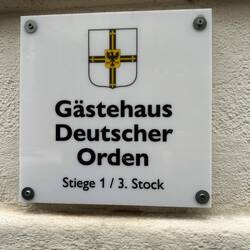 Gästehaus
Deutscher
Orden
Stiege 1 / 3. Stock